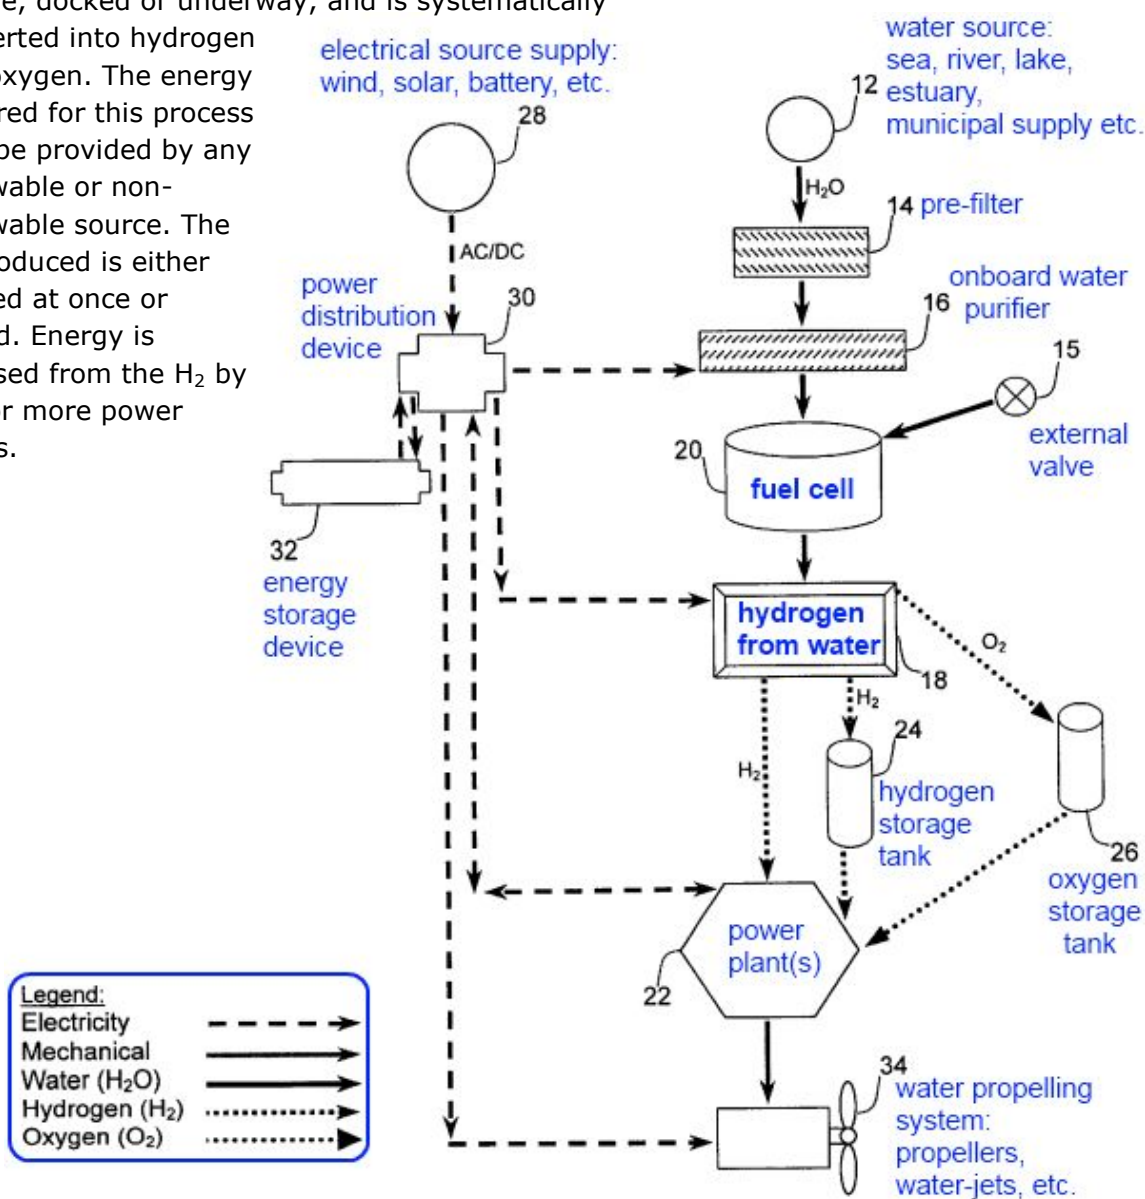 e, docked or underway, and is systematically
erted into hydrogen
oxygen. The energy
red for this process
be provided by any
wable or non-
wable source. The
oduced is either
ed at once or
d. Energy is
sed from the H₂ by
or more power
s.
electrical source supply:
wind, solar, battery, etc.
28
water source:
sea, river, lake,
estuary,
municipal supply etc.
12
H₂O
14 pre-filter
AC/DC
power
distribution
device
30
onboard water
purifier
16
15
external
valve
20
fuel cell
32
energy
storage
device
hydrogen
from water
18
O₂
H₂
H₂
24
hydrogen
storage
tank
26
oxygen
storage
tank
power
plant(s)
22
34
water propelling
system:
propellers,
water-jets, etc.
Legend:
Electricity
Mechanical
Water (H₂O)
Hydrogen (H₂)
Oxygen (O₂)